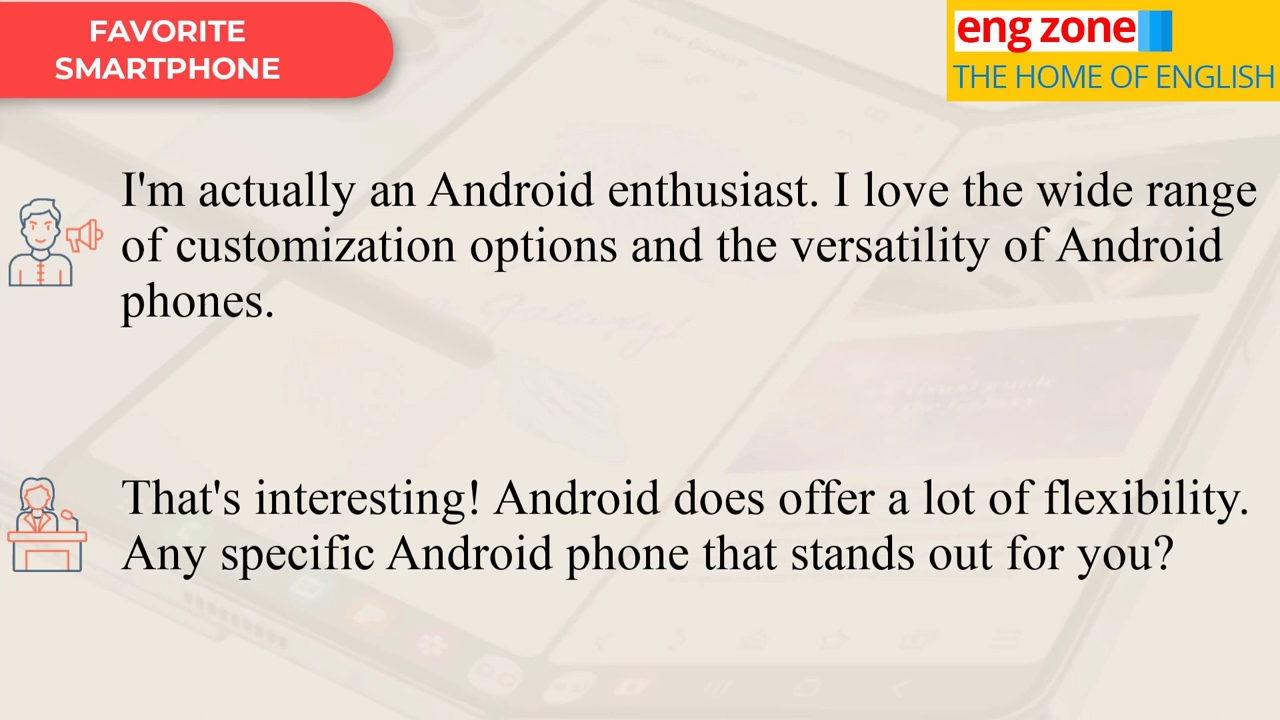 FAVORITE
SMARTPHONE
eng zone
THE HOME OF ENGLISH
I'm actually an Android enthusiast. I love the wide range
of customization options and the versatility of Android
phones.
That's interesting! Android does offer a lot of flexibility.
Any specific Android phone that stands out for you?